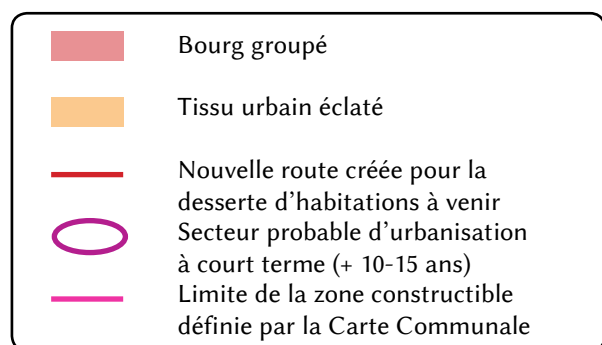 Bourg groupé
Tissu urbain éclaté
Nouvelle route créée pour la
desserte d'habitations à venir
Secteur probable d'urbanisation
à court terme (+ 10-15 ans)
Limite de la zone constructible
définie par la Carte Communale